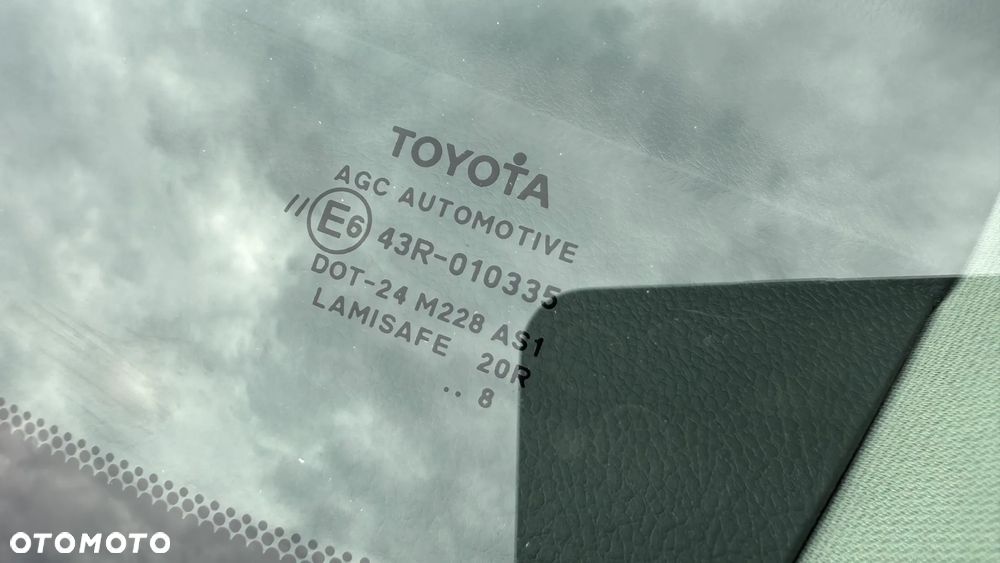 TOYOTA
AGC AUTOMOTIVE
// E6 43R-010335
DOT-24 M228 AS1
LAMISAFE 20R
.. 8
OTOMOTO